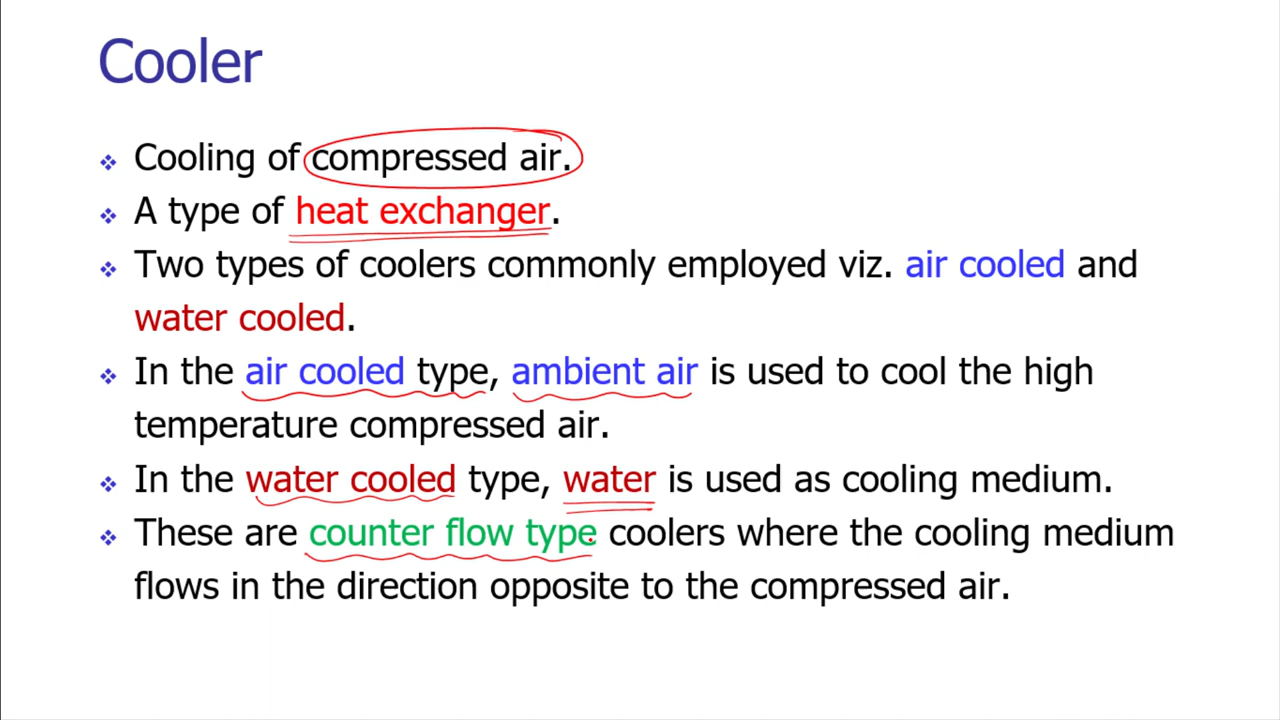 Cooler
Cooling of compressed air.
A type of heat exchanger.
Two types of coolers commonly employed viz. air cooled and
water cooled.
In the air cooled type, ambient air is used to cool the high
temperature compressed air.
In the water cooled type, water is used as cooling medium.
These are counter flow type coolers where the cooling medium
flows in the direction opposite to the compressed air.